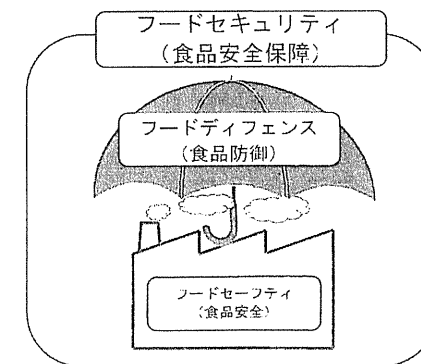 フードセキュリティ
（食品安全保障）
フードディフェンス
（食品防御）
フードセーフティ
（食品安全）